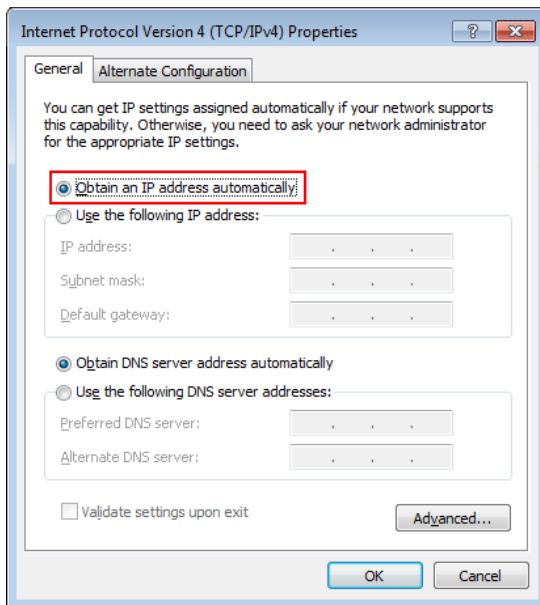 Internet Protocol Version 4 (TCP/IPv4) Properties
General
Alternate Configuration
You can get IP settings assigned automatically if your network supports
this capability. Otherwise, you need to ask your network administrator
for the appropriate IP settings.
Obtain an IP address automatically
Use the following IP address:
IP address:
Subnet mask:
Default gateway:
Obtain DNS server address automatically
Use the following DNS server addresses:
Preferred DNS server:
Alternate DNS server:
Validate settings upon exit
Advanced...
OK
Cancel